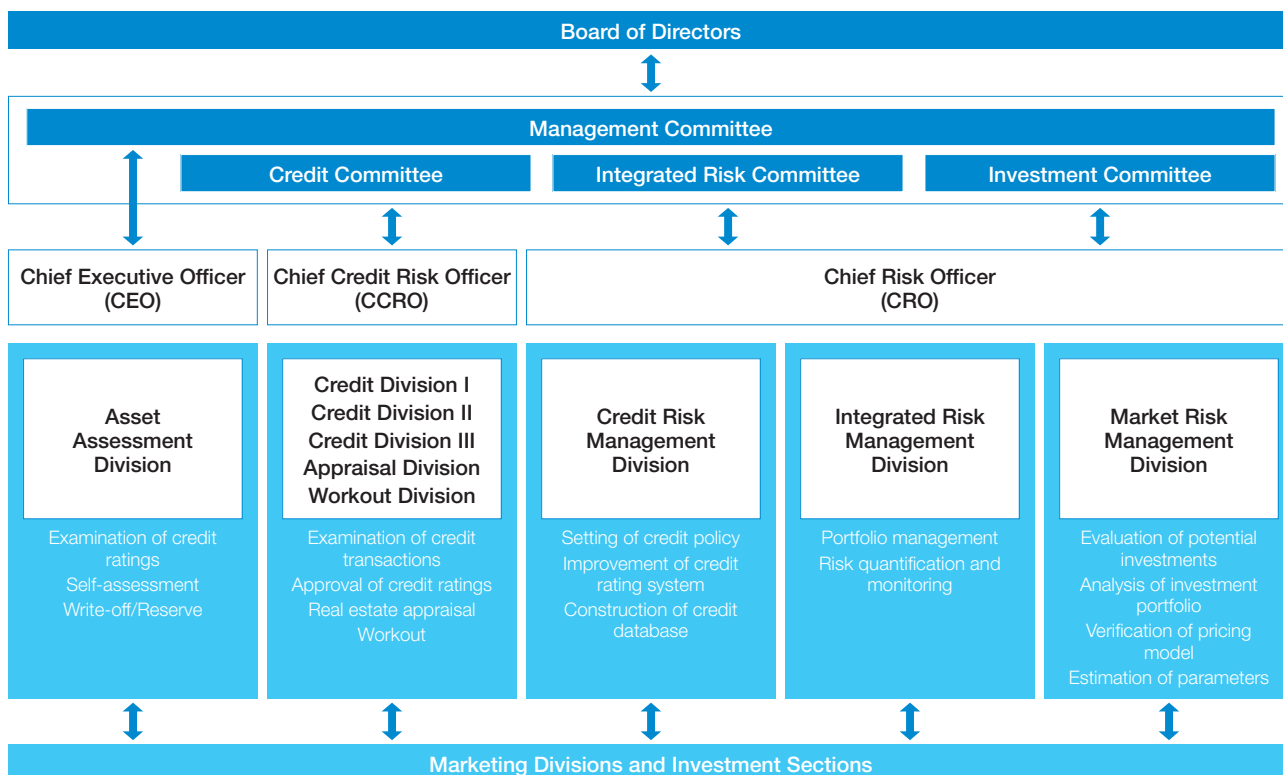 Board of Directors
Management Committee
Credit Committee
Integrated Risk Committee
Investment Committee
Chief Executive Officer
(CEO)
Chief Credit Risk Officer
(CCRO)
Chief Risk Officer
(CRO)
Asset
Assessment
Division
Examination of credit
ratings
Self-assessment
Write-off/Reserve
Credit Division I
Credit Division II
Credit Division III
Appraisal Division
Workout Division
Examination of credit
transactions
Approval of credit ratings
Real estate appraisal
Workout
Credit Risk
Management
Division
Setting of credit policy
Improvement of credit
rating system
Construction of credit
database
Integrated Risk
Management
Division
Portfolio management
Risk quantification and
monitoring
Market Risk
Management
Division
Evaluation of potential
investments
Analysis of investment
portfolio
Verification of pricing
model
Estimation of parameters
Marketing Divisions and Investment Sections